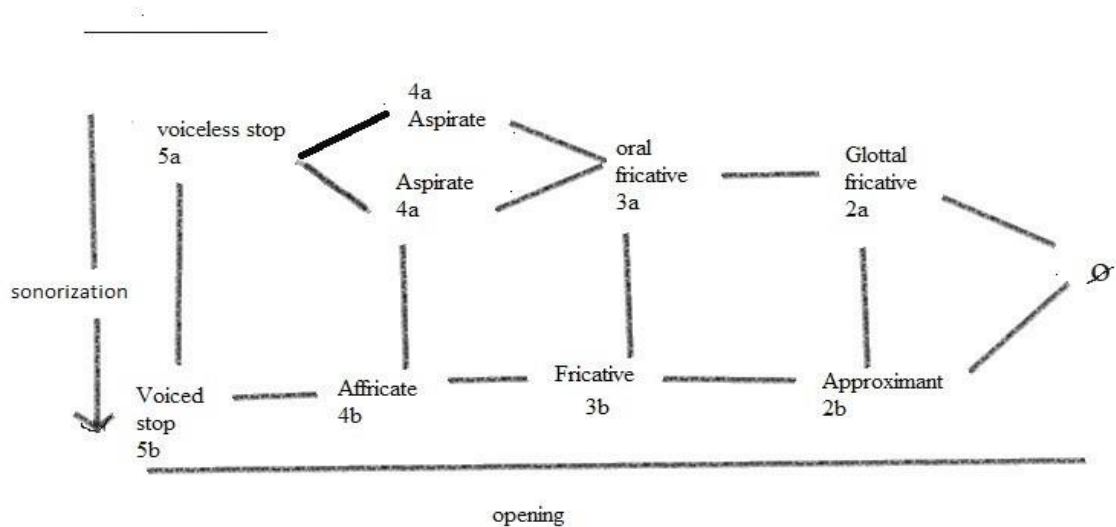 4a
Aspirate
voiceless stop
5a
oral
fricative
3a
Glottal
fricative
2a
Aspirate
4a
Ø
sonorization
Voiced
stop
5b
Affricate
4b
Fricative
3b
Approximant
2b
opening